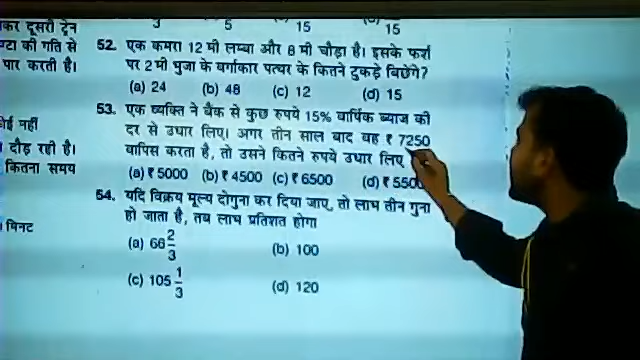 कर दूसरी ट्रेन
3 5 15 15
ण्टा की गति से
पार करती है।
52. एक कमरा 12 मी लम्बा और 8 मी चौड़ा है। इसके फर्श
पर 2 मी भुजा के वर्गाकार पत्थर के कितने टुकड़े बिछेंगे?
(a) 24 (b) 48 (c) 12 (d) 15
53. एक व्यक्ति ने बैंक से कुछ रुपये 15% वार्षिक ब्याज की
दर से उधार लिए। अगर तीन साल बाद वह ₹ 7250
वापिस करता है, तो उसने कितने रुपये उधार लिए
(a) ₹ 5000 (b) ₹ 4500 (c) ₹ 6500 (d) ₹ 5500
कोई नहीं
दौड़ रही है।
कितना समय
54. यदि विक्रय मूल्य दोगुना कर दिया जाए, तो लाभ तीन गुना
हो जाता है, तब लाभ प्रतिशत होगा
(a) 66 2/3 (b) 100
(c) 105 1/3 (d) 120
मिनट